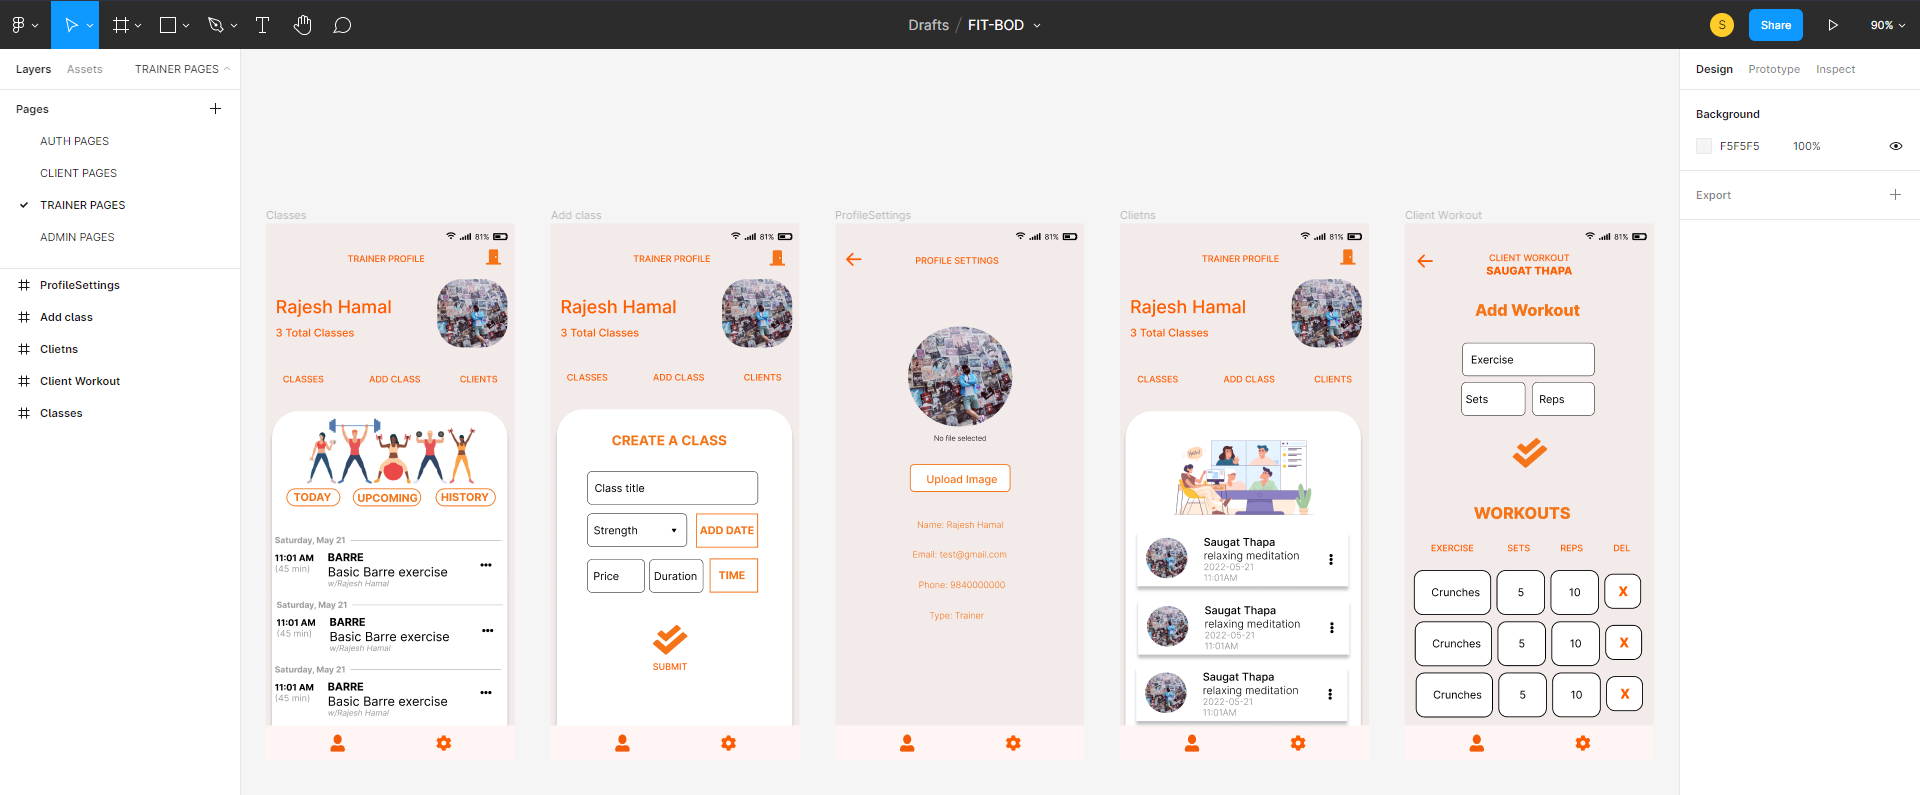 Drafts / FIT-BOD
S
Share
90%
Layers
Assets
TRAINER PAGES
Pages
AUTH PAGES
CLIENT PAGES
TRAINER PAGES
ADMIN PAGES
ProfileSettings
Add class
Clietns
Client Workout
Classes
Classes
81%
TRAINER PROFILE
Rajesh Hamal
3 Total Classes
CLASSES
ADD CLASS
CLIENTS
TODAY
UPCOMING
HISTORY
Saturday, May 21
11:01 AM
BARRE
(45 min)
Basic Barre exercise
w/Rajesh Hamal
Saturday, May 21
11:01 AM
BARRE
(45 min)
Basic Barre exercise
w/Rajesh Hamal
Saturday, May 21
11:01 AM
BARRE
(45 min)
Basic Barre exercise
w/Rajesh Hamal
Add class
81%
TRAINER PROFILE
Rajesh Hamal
3 Total Classes
CLASSES
ADD CLASS
CLIENTS
CREATE A CLASS
Class title
Strength
ADD DATE
Price
Duration
TIME
SUBMIT
ProfileSettings
81%
PROFILE SETTINGS
No file selected
Upload Image
Name: Rajesh Hamal
Email: test@gmail.com
Phone: 9840000000
Type: Trainer
Clietns
81%
TRAINER PROFILE
Rajesh Hamal
3 Total Classes
CLASSES
ADD CLASS
CLIENTS
Saugat Thapa
relaxing meditation
2022-05-21
11:01AM
Saugat Thapa
relaxing meditation
2022-05-21
11:01AM
Saugat Thapa
relaxing meditation
2022-05-21
11:01AM
Client Workout
81%
CLIENT WORKOUT
SAUGAT THAPA
Add Workout
Exercise
Sets
Reps
WORKOUTS
EXERCISE
SETS
REPS
DEL
Crunches
5
10
X
Crunches
5
10
X
Crunches
5
10
X
Design
Prototype
Inspect
Background
F5F5F5
100%
Export